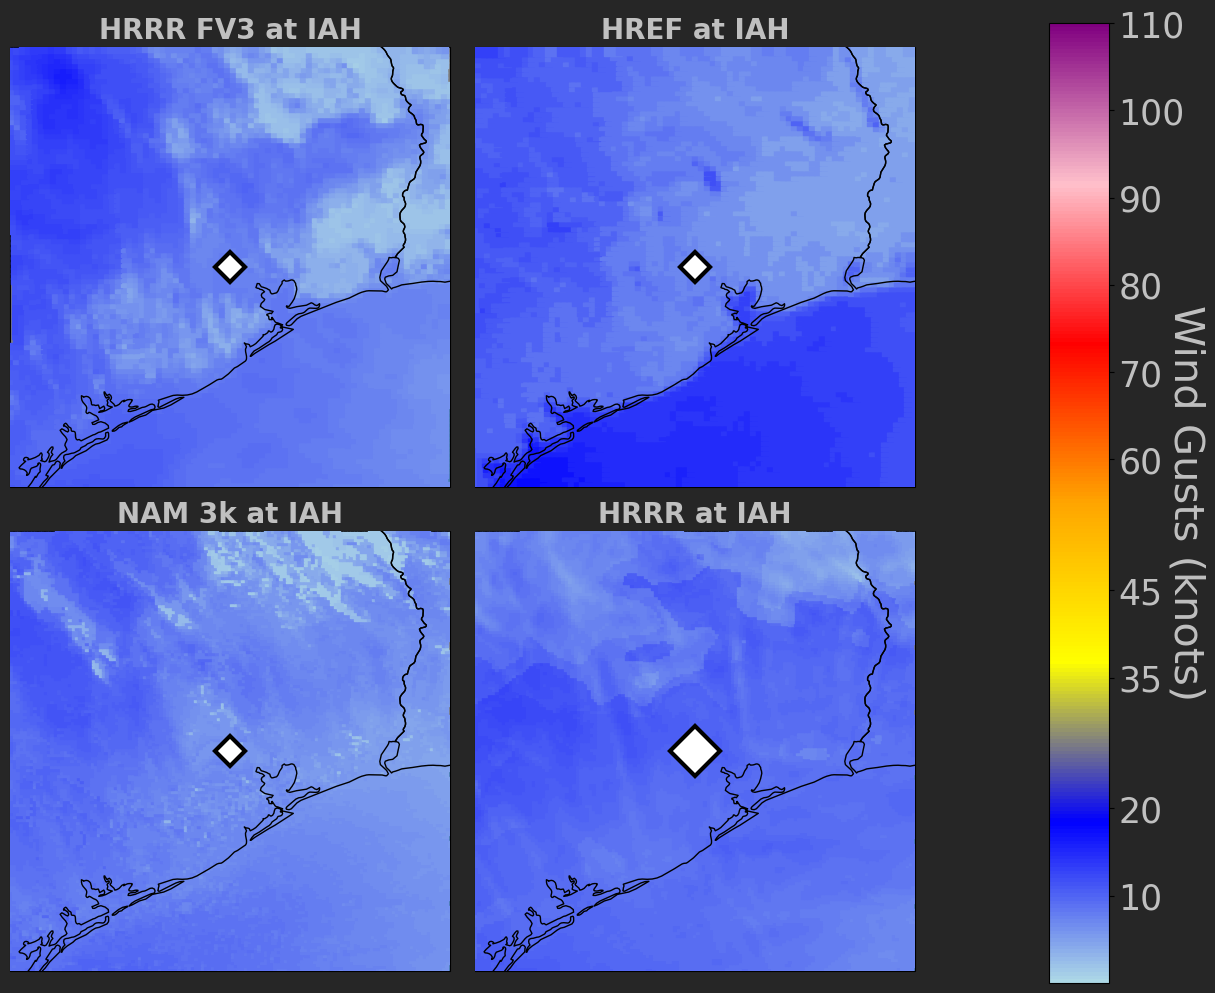 HRRR FV3 at IAH
HREF at IAH
NAM 3k at IAH
HRRR at IAH
110
100
90
80
70
60
45
35
20
10
Wind Gusts (knots)